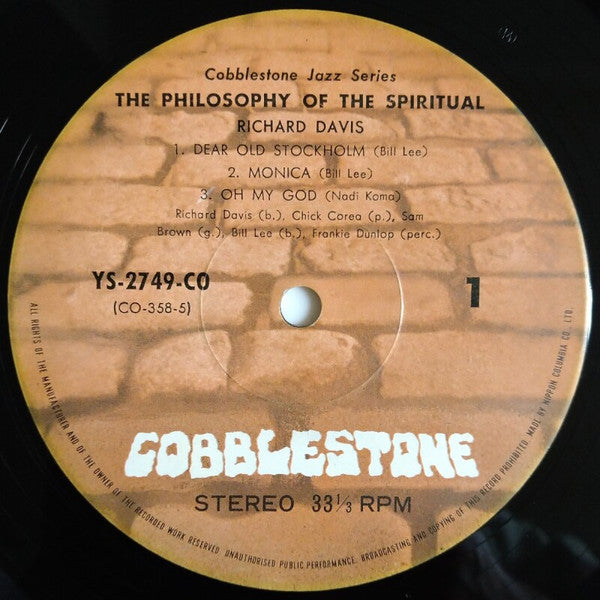 Cobblestone Jazz Series
THE PHILOSOPHY OF THE SPIRITUAL
RICHARD DAVIS
1. DEAR OLD STOCKHOLM (Bill Lee)
2. MONICA (Bill Lee)
3. OH MY GOD (Nadi Koma)
Richard Davis (b.), Chick Corea (p.), Sam
Brown (g.), Bill Lee (b.), Frankie Dunlop (perc.)
YS-2749-CO
(CO-358-5)
1
COBBLESTONE
STEREO 33⅓ RPM
ALL RIGHTS OF THE MANUFACTURER AND OF THE OWNER OF THE RECORDED WORK RESERVED. UNAUTHORISED PUBLIC PERFORMANCE, BROADCASTING AND COPYING OF THIS RECORD PROHIBITED. MADE BY NIPPON COLUMBIA CO., LTD.